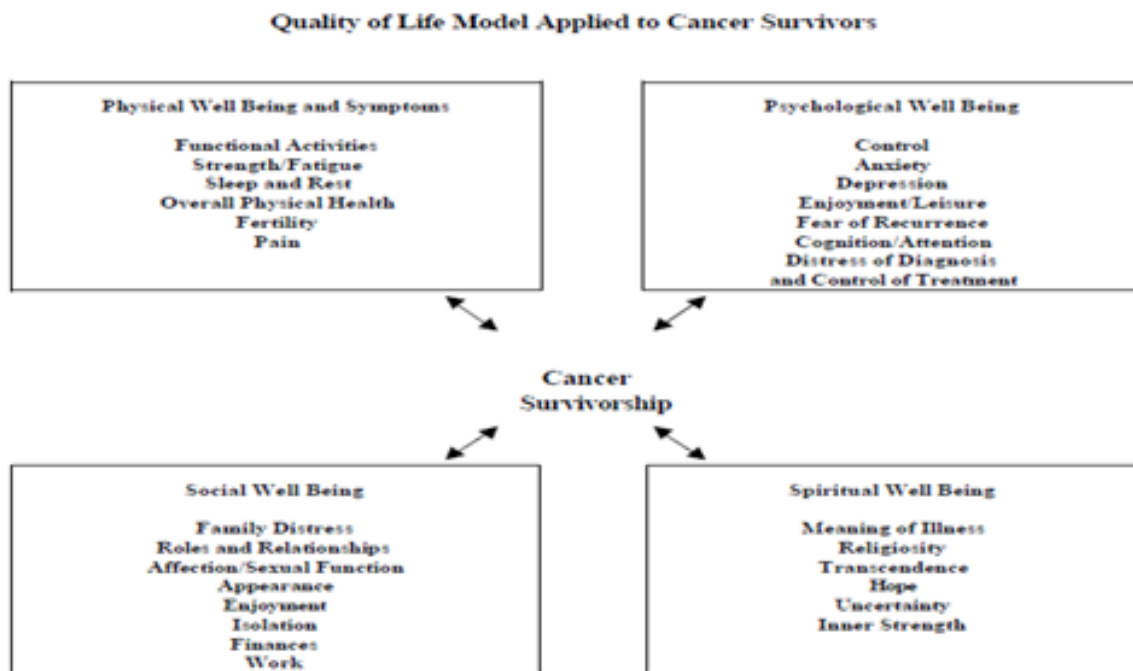 Quality of Life Model Applied to Cancer Survivors
Physical Well Being and Symptoms
Functional Activities
Strength/Fatigue
Sleep and Rest
Overall Physical Health
Fertility
Pain
Psychological Well Being
Control
Anxiety
Depression
Enjoyment/Leisure
Fear of Recurrence
Cognition/Attention
Distress of Diagnosis
and Control of Treatment
Cancer
Survivorship
Social Well Being
Family Distress
Roles and Relationships
Affection/Sexual Function
Appearance
Enjoyment
Isolation
Finances
Work
Spiritual Well Being
Meaning of Illness
Religiosity
Transcendence
Hope
Uncertainty
Inner Strength